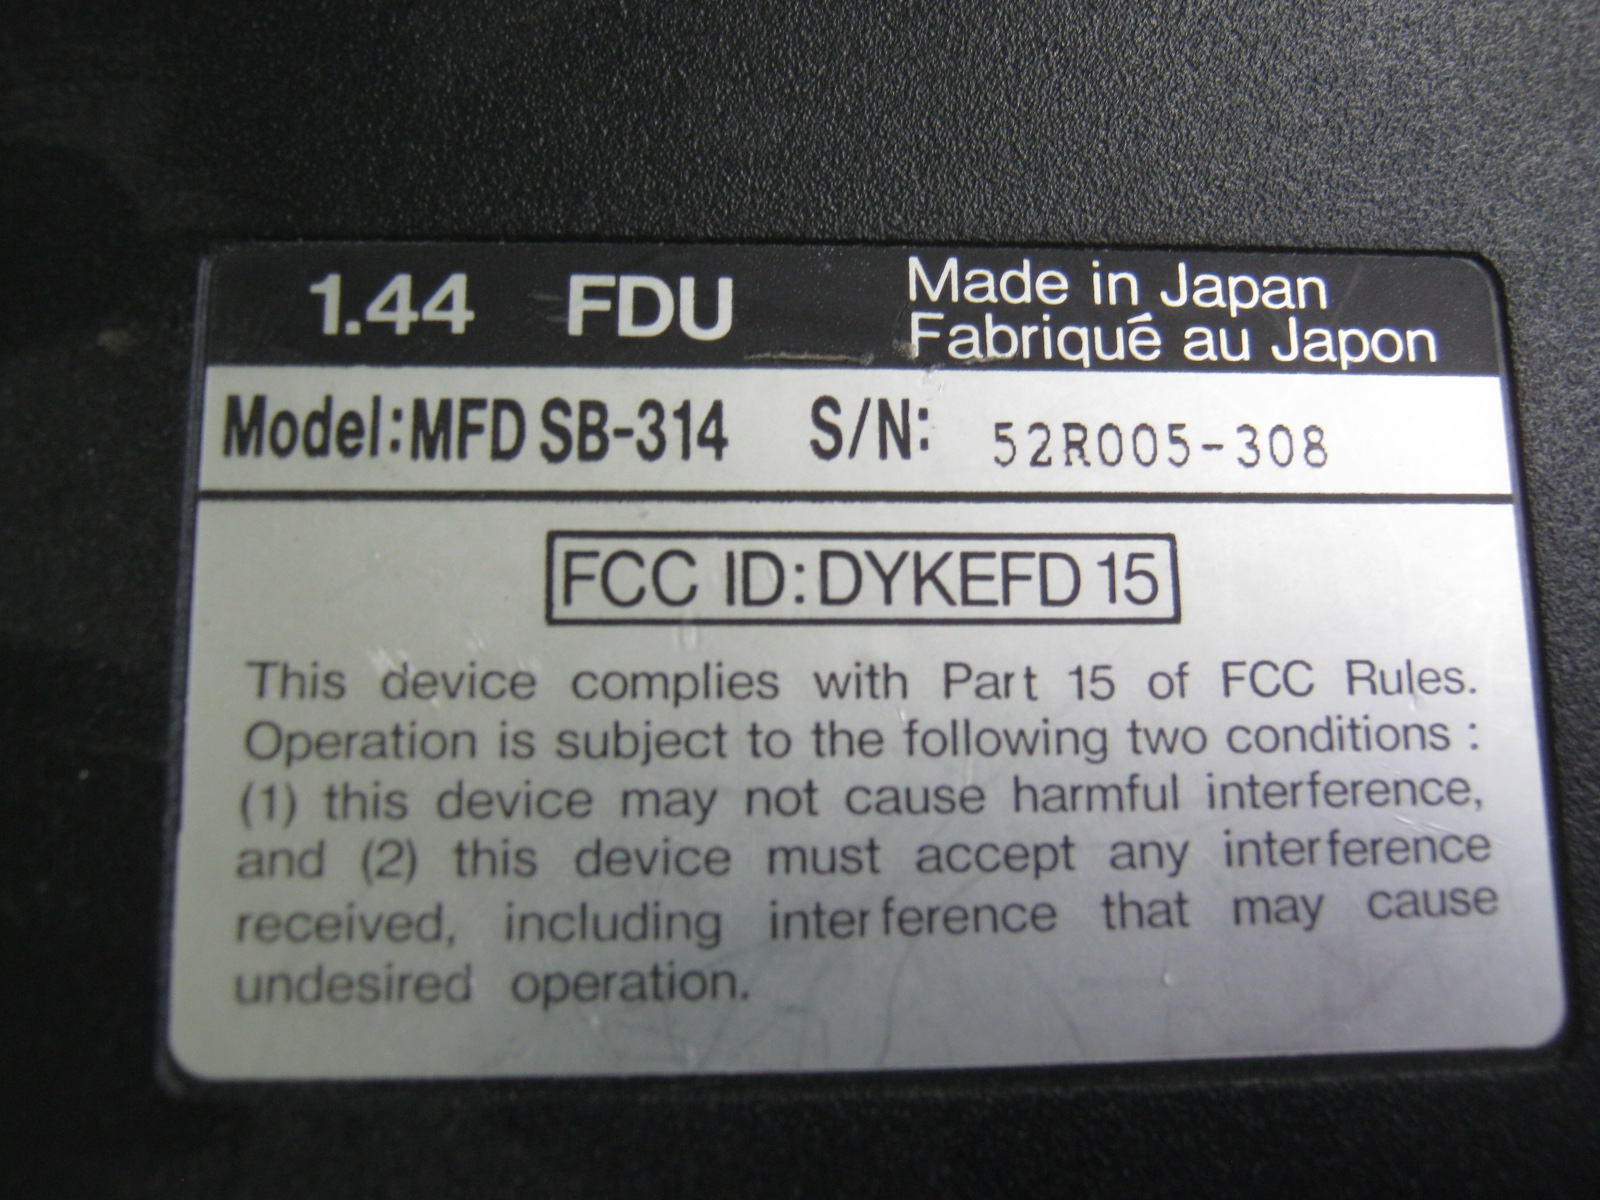 1.44 FDU
Made in Japan
Fabriqué au Japon
Model:MFD SB-314 S/N: 52R005-308
FCC ID:DYKEFD 15
This device complies with Part 15 of FCC Rules.
Operation is subject to the following two conditions :
(1) this device may not cause harmful interference,
and (2) this device must accept any interference
received, including interference that may cause
undesired operation.